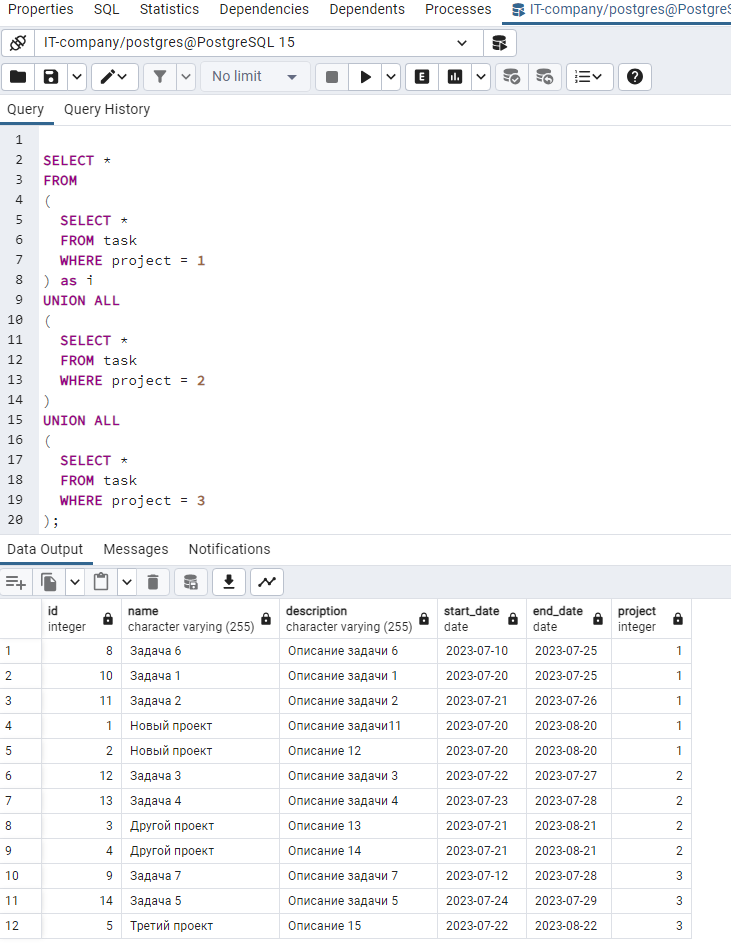 Properties SQL Statistics Dependencies Dependents Processes IT-company/postgres@PostgreS
IT-company/postgres@PostgreSQL 15
No limit E
Query Query History
1
2 SELECT *
3 FROM
4 (
5 SELECT *
6 FROM task
7 WHERE project = 1
8 ) as i
9 UNION ALL
10 (
11 SELECT *
12 FROM task
13 WHERE project = 2
14 )
15 UNION ALL
16 (
17 SELECT *
18 FROM task
19 WHERE project = 3
20 );
Data Output Messages Notifications
id name description start_date end_date project
integer character varying (255) character varying (255) date date integer
1 8 Задача 6 Описание задачи 6 2023-07-10 2023-07-25 1
2 10 Задача 1 Описание задачи 1 2023-07-20 2023-07-25 1
3 11 Задача 2 Описание задачи 2 2023-07-21 2023-07-26 1
4 1 Новый проект Описание задачи11 2023-07-20 2023-08-20 1
5 2 Новый проект Описание 12 2023-07-20 2023-08-20 1
6 12 Задача 3 Описание задачи 3 2023-07-22 2023-07-27 2
7 13 Задача 4 Описание задачи 4 2023-07-23 2023-07-28 2
8 3 Другой проект Описание 13 2023-07-21 2023-08-21 2
9 4 Другой проект Описание 14 2023-07-21 2023-08-21 2
10 9 Задача 7 Описание задачи 7 2023-07-12 2023-07-28 3
11 14 Задача 5 Описание задачи 5 2023-07-24 2023-07-29 3
12 5 Третий проект Описание 15 2023-07-22 2023-08-22 3